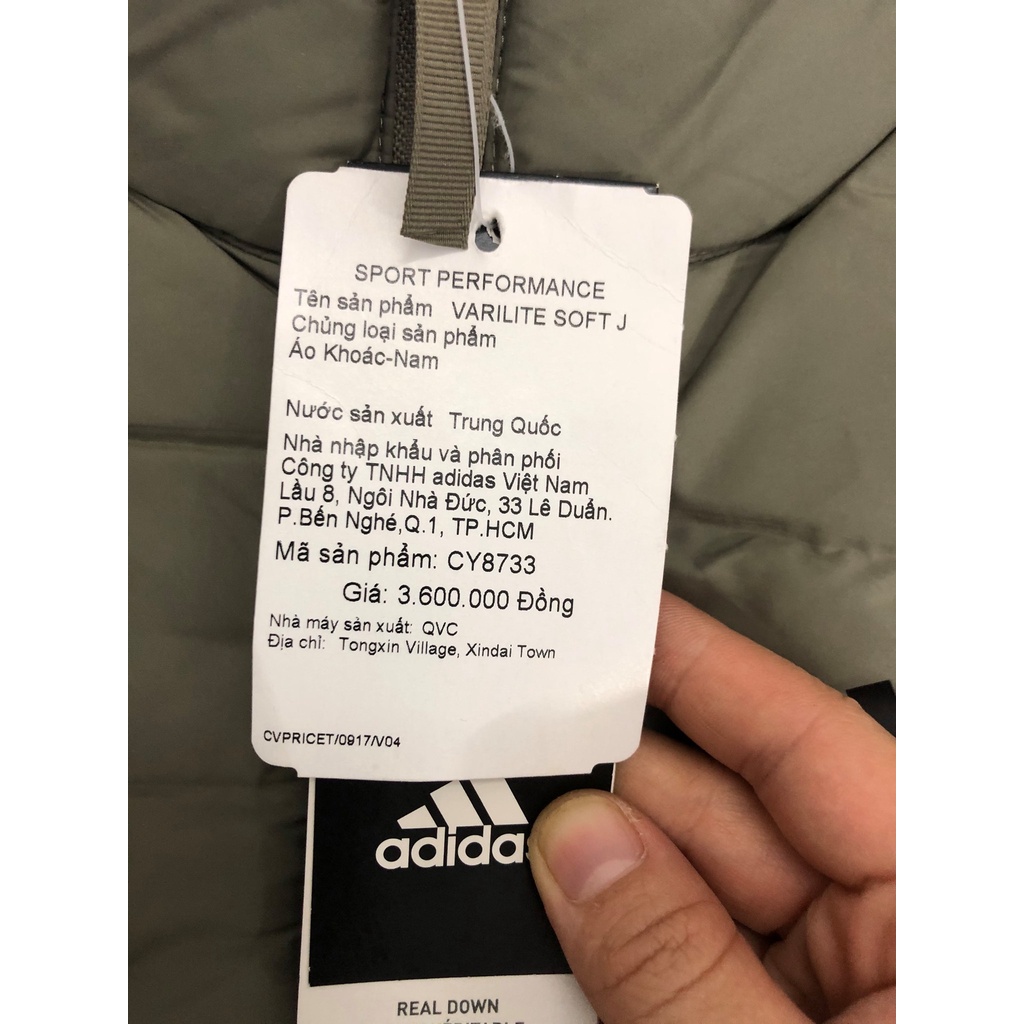 SPORT PERFORMANCE
Tên sản phẩm VARILITE SOFT J
Chủng loại sản phẩm
Áo Khoác-Nam
Nước sản xuất Trung Quốc
Nhà nhập khẩu và phân phối
Công ty TNHH adidas Việt Nam
Lầu 8, Ngôi Nhà Đức, 33 Lê Duẩn.
P.Bến Nghé,Q.1, TP.HCM
Mã sản phẩm: CY8733
Giá: 3.600.000 Đồng
Nhà máy sản xuất: QVC
Địa chỉ: Tongxin Village, Xindai Town
CVPRICET/0917/V04
adidas
REAL DOWN